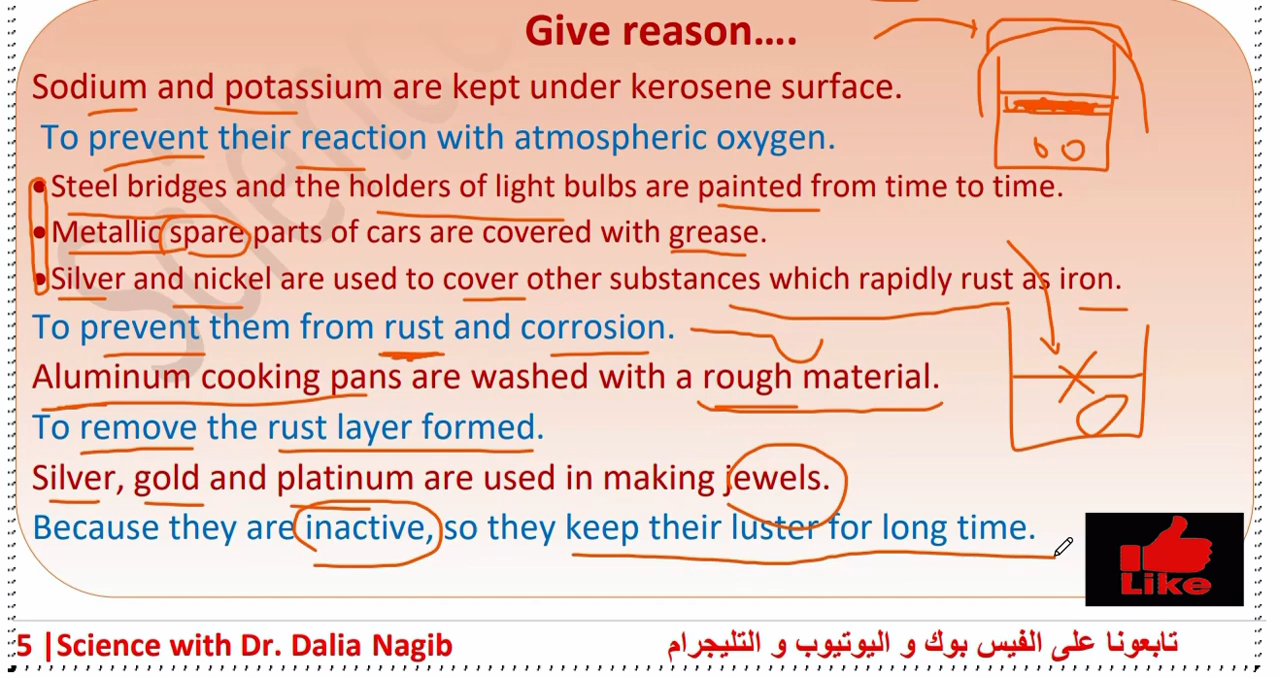 Give reason....
Sodium and potassium are kept under kerosene surface.
To prevent their reaction with atmospheric oxygen.
•Steel bridges and the holders of light bulbs are painted from time to time.
•Metallic spare parts of cars are covered with grease.
•Silver and nickel are used to cover other substances which rapidly rust as iron.
To prevent them from rust and corrosion.
Aluminum cooking pans are washed with a rough material.
To remove the rust layer formed.
Silver, gold and platinum are used in making jewels.
Because they are inactive, so they keep their luster for long time.
Like
5 |Science with Dr. Dalia Nagib
تابعونا على الفيس بوك و اليوتيوب و التليجرام
Science